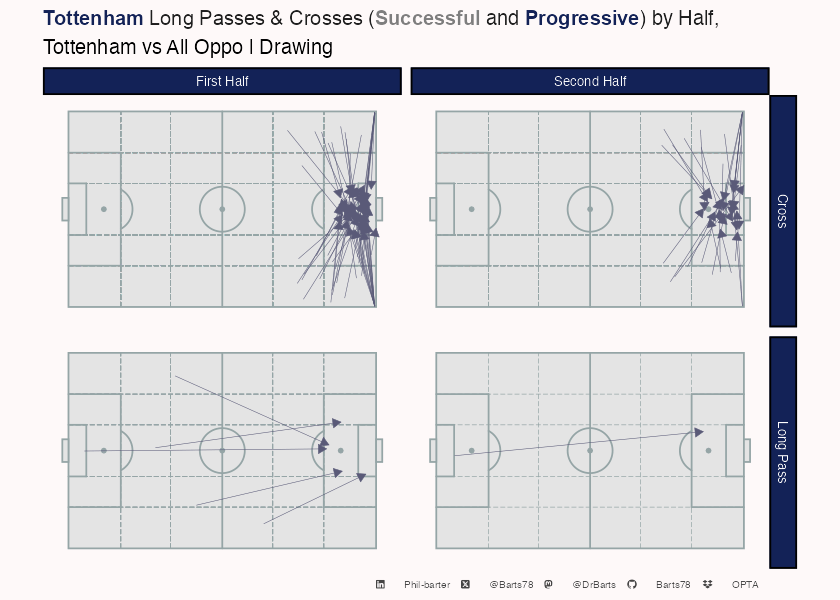 Tottenham Long Passes & Crosses (Successful and Progressive) by Half,
Tottenham vs All Oppo I Drawing
First Half
Second Half
Cross
Long Pass
Phil-barter @Barts78 @DrBarts Barts78 OPTA